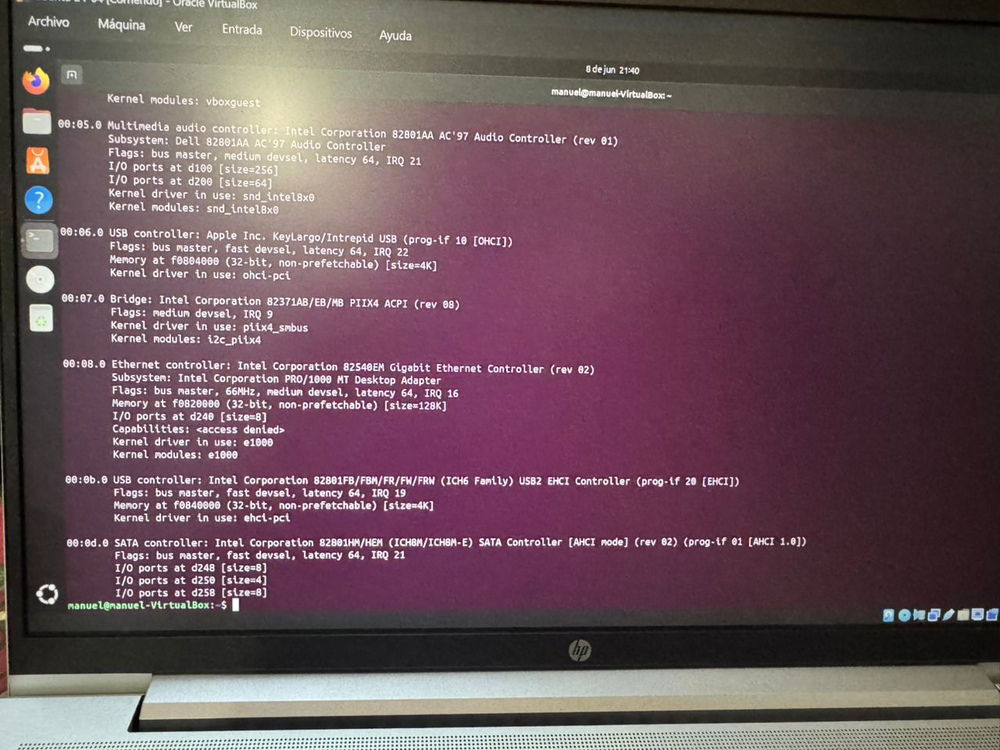 [Corriendo] - Oracle VirtualBox
Archivo Máquina Ver Entrada Dispositivos Ayuda
8 de jun 21:40
manuel@manuel-VirtualBox: ~
Kernel modules: vboxguest
00:05.0 Multimedia audio controller: Intel Corporation 82801AA AC'97 Audio Controller (rev 01)
Subsystem: Dell 82801AA AC'97 Audio Controller
Flags: bus master, medium devsel, latency 64, IRQ 21
I/O ports at d100 [size=256]
I/O ports at d200 [size=64]
Kernel driver in use: snd_intel8x0
Kernel modules: snd_intel8x0
00:06.0 USB controller: Apple Inc. KeyLargo/Intrepid USB (prog-if 10 [OHCI])
Flags: bus master, fast devsel, latency 64, IRQ 22
Memory at f0804000 (32-bit, non-prefetchable) [size=4K]
Kernel driver in use: ohci-pci
00:07.0 Bridge: Intel Corporation 82371AB/EB/MB PIIX4 ACPI (rev 08)
Flags: medium devsel, IRQ 9
Kernel driver in use: piix4_smbus
Kernel modules: i2c_piix4
00:08.0 Ethernet controller: Intel Corporation 82540EM Gigabit Ethernet Controller (rev 02)
Subsystem: Intel Corporation PRO/1000 MT Desktop Adapter
Flags: bus master, 66MHz, medium devsel, latency 64, IRQ 16
Memory at f0820000 (32-bit, non-prefetchable) [size=128K]
I/O ports at d240 [size=8]
Capabilities: <access denied>
Kernel driver in use: e1000
Kernel modules: e1000
00:0b.0 USB controller: Intel Corporation 82801FB/FBM/FR/FW/FRW (ICH6 Family) USB2 EHCI Controller (prog-if 20 [EHCI])
Flags: bus master, fast devsel, latency 64, IRQ 19
Memory at f0840000 (32-bit, non-prefetchable) [size=4K]
Kernel driver in use: ehci-pci
00:0d.0 SATA controller: Intel Corporation 82801HM/HEM (ICH8M/ICH8M-E) SATA Controller [AHCI mode] (rev 02) (prog-if 01 [AHCI 1.0])
Flags: bus master, fast devsel, latency 64, IRQ 21
I/O ports at d248 [size=8]
I/O ports at d250 [size=4]
I/O ports at d258 [size=8]
manuel@manuel-VirtualBox:~$
hp